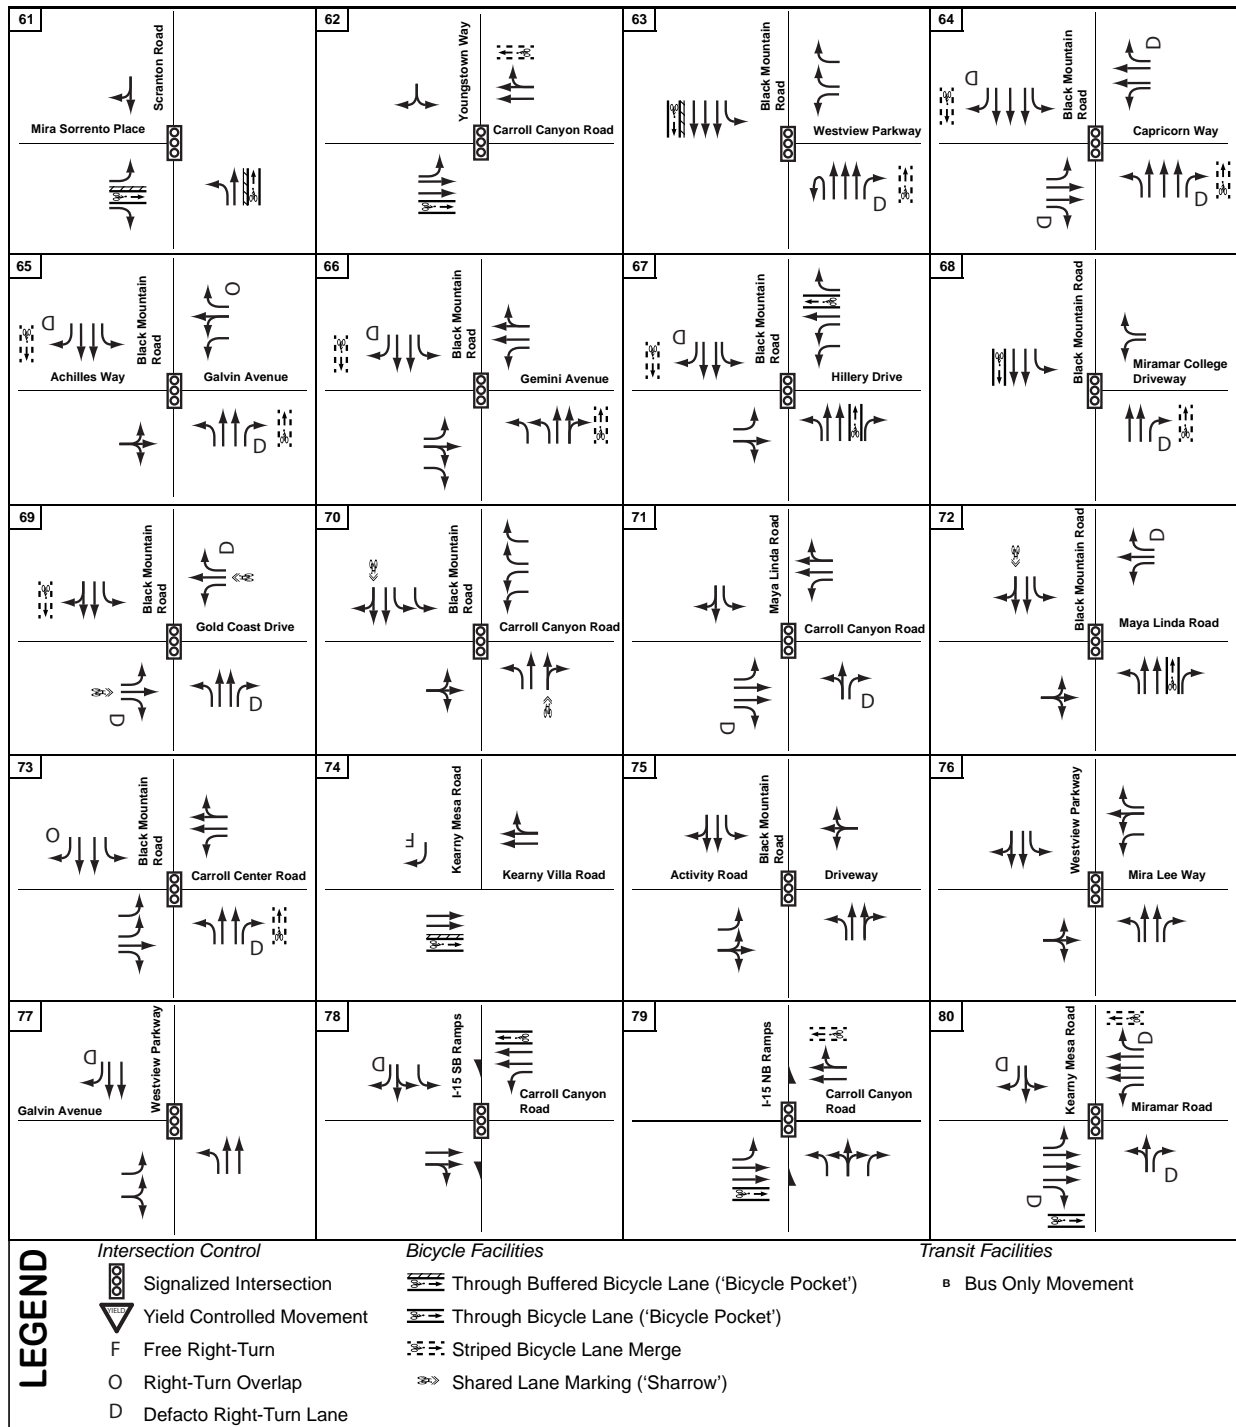 61
Scranton Road
Mira Sorrento Place
62
Youngstown Way
Carroll Canyon Road
63
Black Mountain
Road
Westview Parkway
D
64
Black Mountain
Road
D
D
Capricorn Way
D
D
65
Black Mountain
Road
D
O
Achilles Way
Galvin Avenue
D
66
Black Mountain
Road
D
Gemini Avenue
67
Black Mountain
Road
D
Hillery Drive
68
Black Mountain Road
Miramar College
Driveway
D
69
Black Mountain
Road
D
Gold Coast Drive
D
D
70
Black Mountain
Road
Carroll Canyon Road
71
Maya Linda Road
Carroll Canyon Road
D
D
72
Black Mountain Road
D
Maya Linda Road
73
Black Mountain
Road
O
Carroll Center Road
D
74
Kearny Mesa Road
F
Kearny Villa Road
75
Black Mountain
Road
Activity Road
Driveway
76
Westview Parkway
Mira Lee Way
77
Westview Parkway
D
Galvin Avenue
78
I-15 SB Ramps
D
Carroll Canyon
Road
79
I-15 NB Ramps
Carroll Canyon
Road
80
Kearny Mesa Road
D
D
Miramar Road
D
D
LEGEND
Intersection Control
Signalized Intersection
YIELD
Yield Controlled Movement
F Free Right-Turn
O Right-Turn Overlap
D Defacto Right-Turn Lane
Bicycle Facilities
Through Buffered Bicycle Lane ('Bicycle Pocket')
Through Bicycle Lane ('Bicycle Pocket')
Striped Bicycle Lane Merge
Shared Lane Marking ('Sharrow')
Transit Facilities
B Bus Only Movement